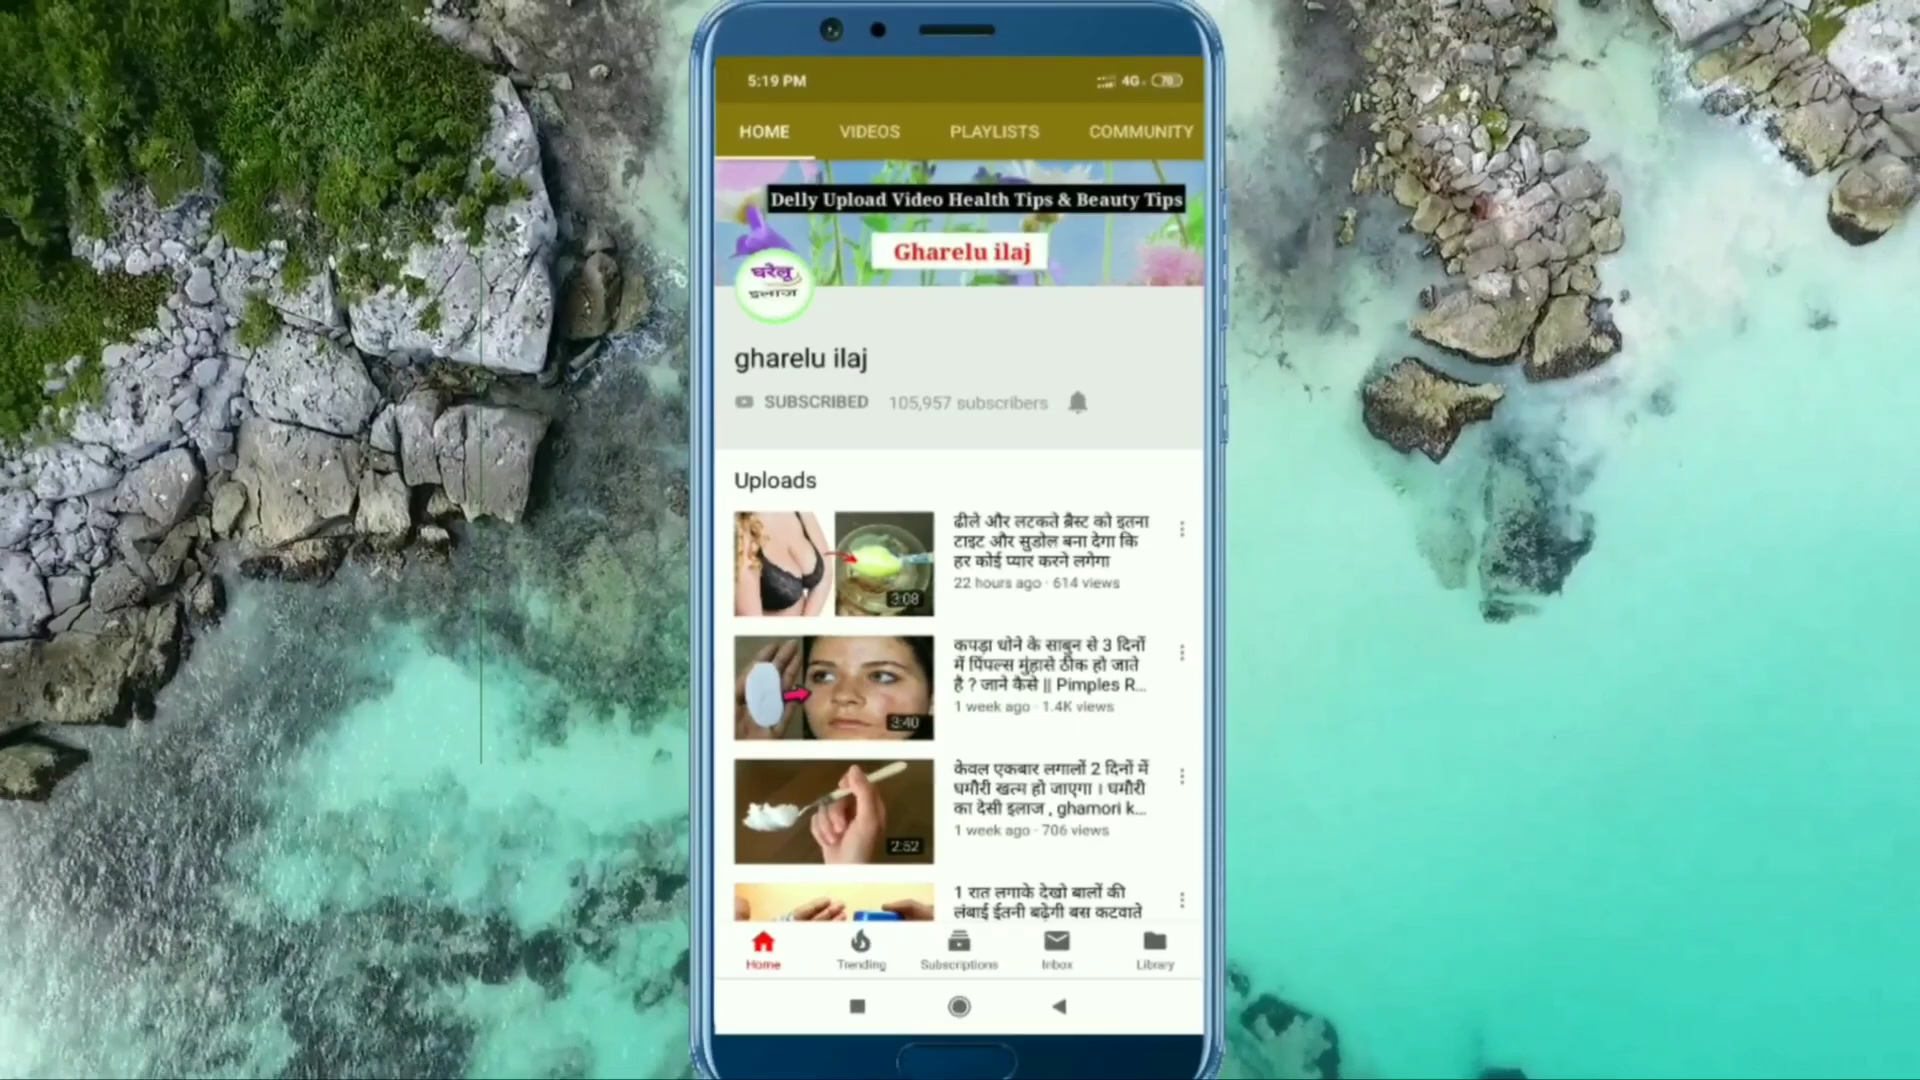 5:19 PM
4G
70
HOME
VIDEOS
PLAYLISTS
COMMUNITY
Delly Upload Video Health Tips & Beauty Tips
Gharelu ilaj
घरेलू
इलाज
gharelu ilaj
SUBSCRIBED
105,957 subscribers
Uploads
ढीले और लटकते ब्रैस्ट को इतना
टाइट और सुडोल बना देगा कि
हर कोई प्यार करने लगेगा
22 hours ago · 614 views
3:08
कपड़ा धोने के साबुन से 3 दिनों
में पिंपल्स मुंहासे ठीक हो जाते
है ? जाने कैसे || Pimples R...
1 week ago · 1.4K views
3:40
केवल एकबार लगालों 2 दिनों में
घमौरी खत्म हो जाएगा । घमौरी
का देसी इलाज , ghamori k...
1 week ago · 706 views
2:52
1 रात लगाके देखो बालों की
लंबाई ईतनी बढ़ेगी बस कटवाते
Home
Trending
Subscriptions
Inbox
Library